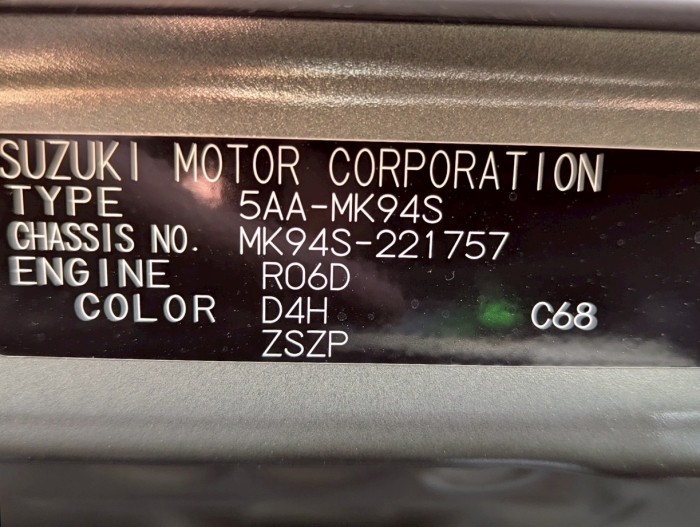 SUZUKI MOTOR CORPORATION
TYPE 5AA-MK94S
CHASSIS NO. MK94S-221757
ENGINE R06D
COLOR D4H C68
ZSZP